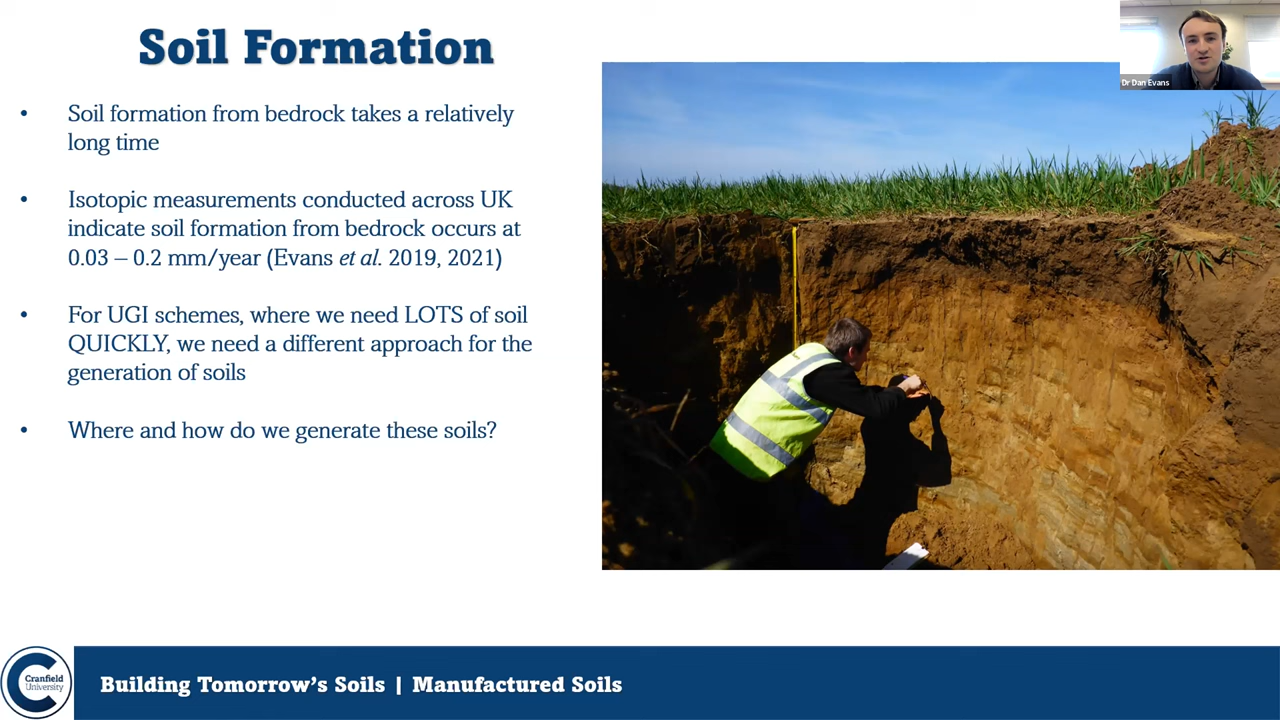 Soil Formation
Dr Dan Evans
• Soil formation from bedrock takes a relatively
long time
• Isotopic measurements conducted across UK
indicate soil formation from bedrock occurs at
0.03 – 0.2 mm/year (Evans et al. 2019, 2021)
• For UGI schemes, where we need LOTS of soil
QUICKLY, we need a different approach for the
generation of soils
• Where and how do we generate these soils?
Cranfield
University
Building Tomorrow's Soils | Manufactured Soils